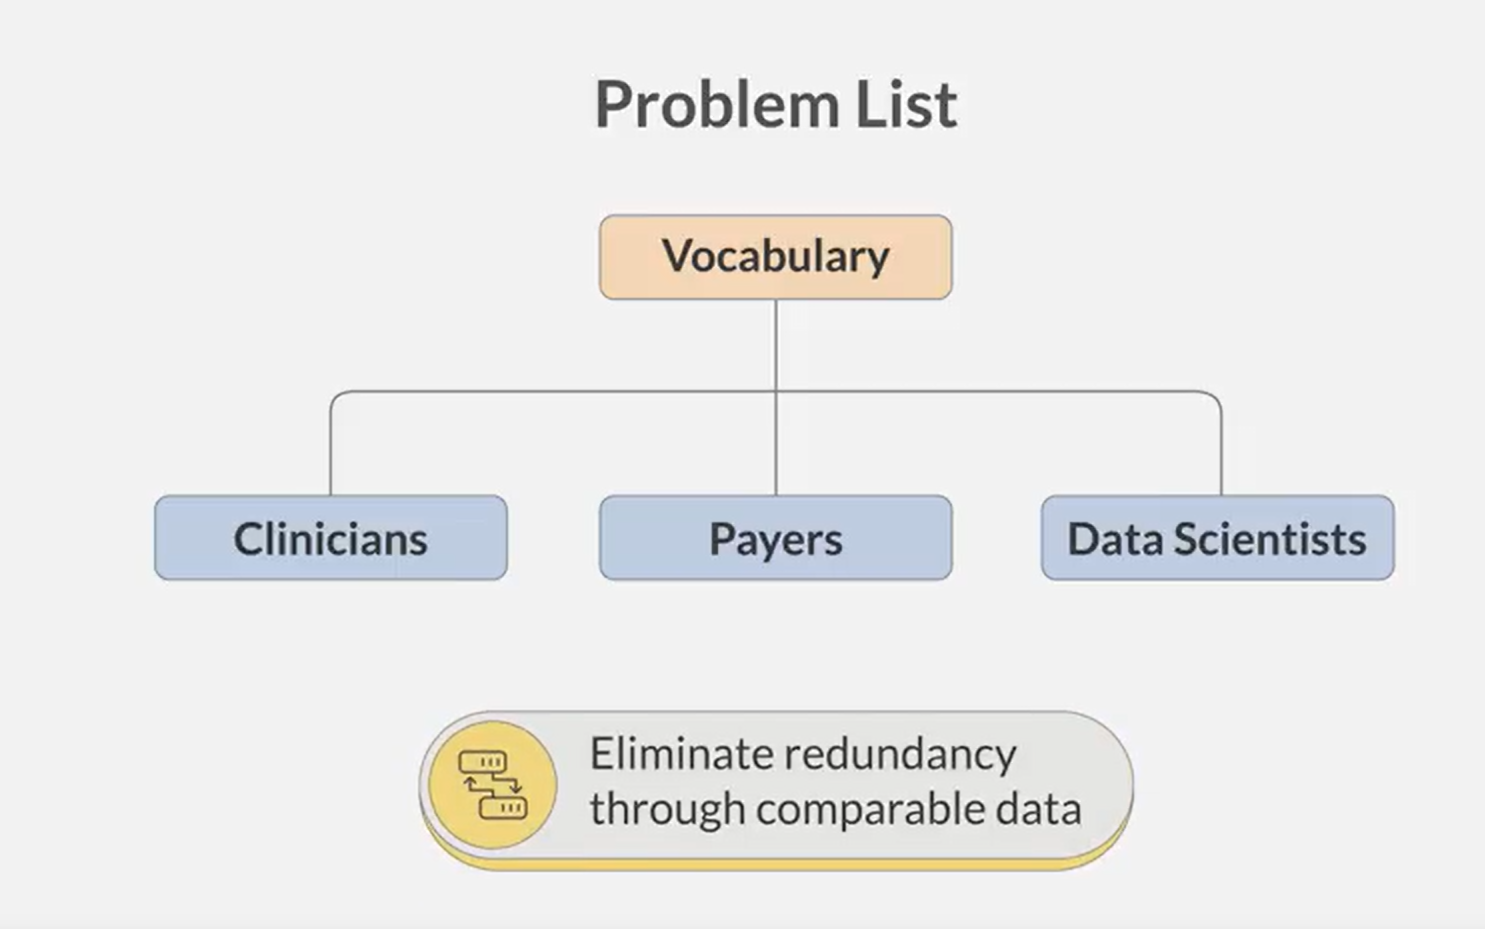 Problem List
Vocabulary
Clinicians
Payers
Data Scientists
Eliminate redundancy
through comparable data